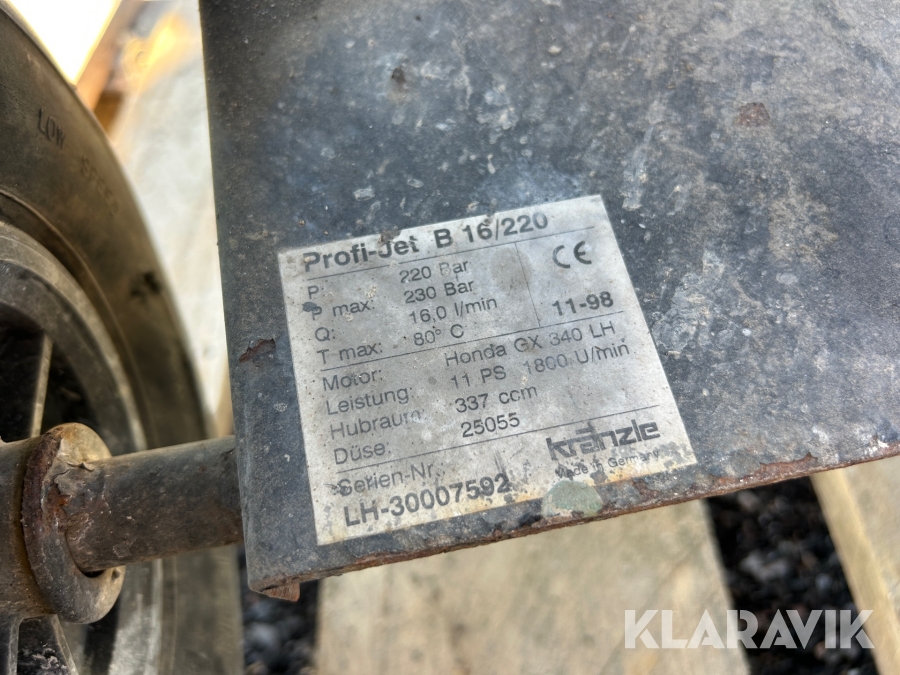 LOW
Profi-Jet B 16/220
P: 220 Bar
P max: 230 Bar
Q: 16,0 l/min
T max: 80° C
CE
11-98
Motor: Honda GX 340 LH
Leistung: 11 PS 1800 U/min
Hubraum: 337 ccm
Düse: 25055
Serien-Nr.
LH-30007592
kränzle
Made in Germany
KLARAVIK